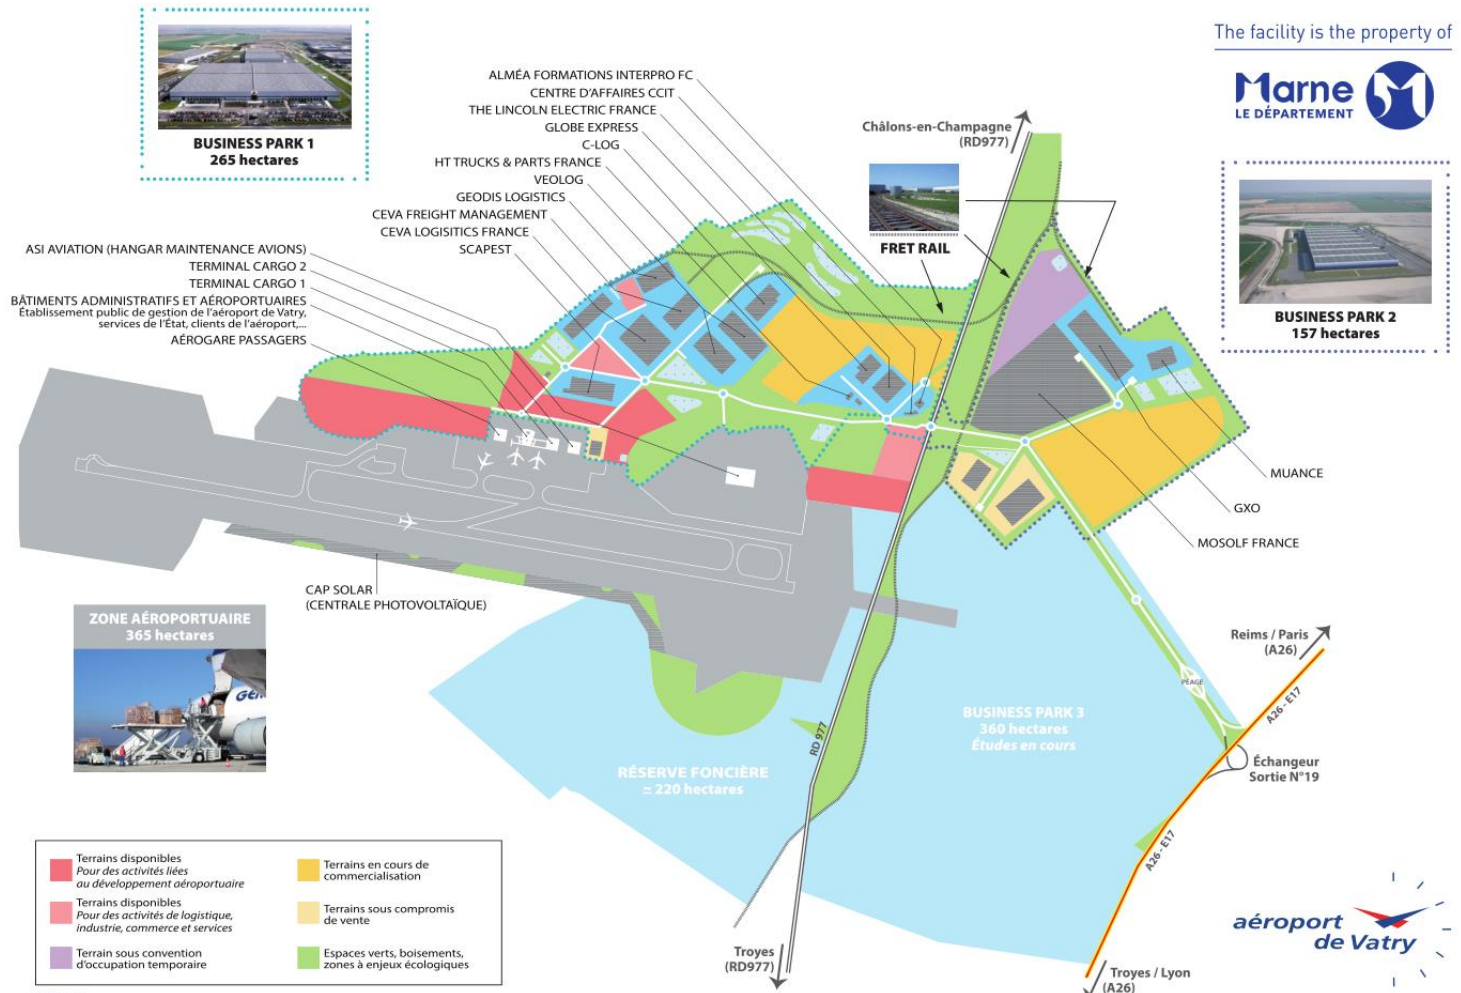 The facility is the property of
Marne
LE DÉPARTEMENT
BUSINESS PARK 1
265 hectares
ALMÉA FORMATIONS INTERPRO FC
CENTRE D'AFFAIRES CCIT
THE LINCOLN ELECTRIC FRANCE
GLOBE EXPRESS
C-LOG
HT TRUCKS & PARTS FRANCE
VEOLOG
GEODIS LOGISTICS
CEVA FREIGHT MANAGEMENT
CEVA LOGISITICS FRANCE
SCAPEST
ASI AVIATION (HANGAR MAINTENANCE AVIONS)
TERMINAL CARGO 2
TERMINAL CARGO 1
BÂTIMENTS ADMINISTRATIFS ET AÉROPORTUAIRES
Établissement public de gestion de l'aéroport de Vatry,
services de l'État, clients de l'aéroport,...
AÉROGARE PASSAGERS
Châlons-en-Champagne
(RD977)
FRET RAIL
BUSINESS PARK 2
157 hectares
MUANCE
GXO
MOSOLF FRANCE
CAP SOLAR
(CENTRALE PHOTOVOLTAÏQUE)
ZONE AÉROPORTUAIRE
365 hectares
Reims / Paris
(A26)
PÉAGE
A26 - E17
BUSINESS PARK 3
360 hectares
Études en cours
RD 977
RÉSERVE FONCIÈRE
≃ 220 hectares
Échangeur
Sortie N°19
A26 - E17
Terrains disponibles
Pour des activités liées
au développement aéroportuaire
Terrains disponibles
Pour des activités de logistique,
industrie, commerce et services
Terrain sous convention
d'occupation temporaire
Terrains en cours de
commercialisation
Terrains sous compromis
de vente
Espaces verts, boisements,
zones à enjeux écologiques
Troyes
(RD977)
Troyes / Lyon
(A26)
aéroport
de Vatry